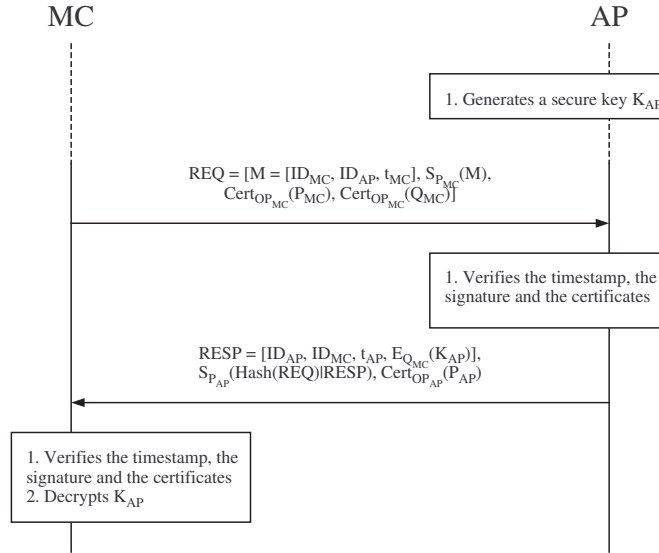 MC
AP
1. Generates a secure key K_AP
REQ = [M = [ID_MC, ID_AP, t_MC], S_P_MC(M),
Cert_OP_MC(P_MC), Cert_OP_MC(Q_MC)]
1. Verifies the timestamp, the
signature and the certificates
RESP = [ID_AP, ID_MC, t_AP, E_Q_MC(K_AP)],
S_P_AP(Hash(REQ)|RESP), Cert_OP_AP(P_AP)
1. Verifies the timestamp, the
signature and the certificates
2. Decrypts K_AP